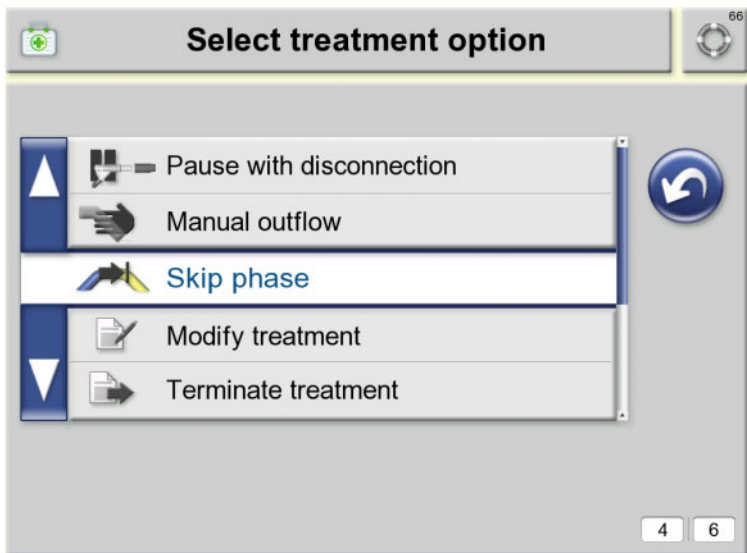 Select treatment option
66
Pause with disconnection
Manual outflow
Skip phase
Modify treatment
Terminate treatment
4 6